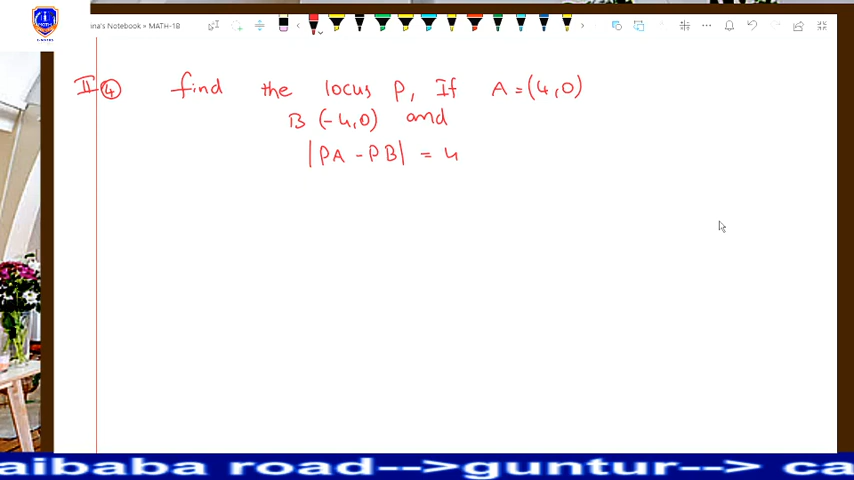 ina's Notebook » MATH-1B
II ④ find the locus P, If A = (4,0)
B (-4,0) and
|PA - PB| = 4
aibaba road-->guntur--> ca